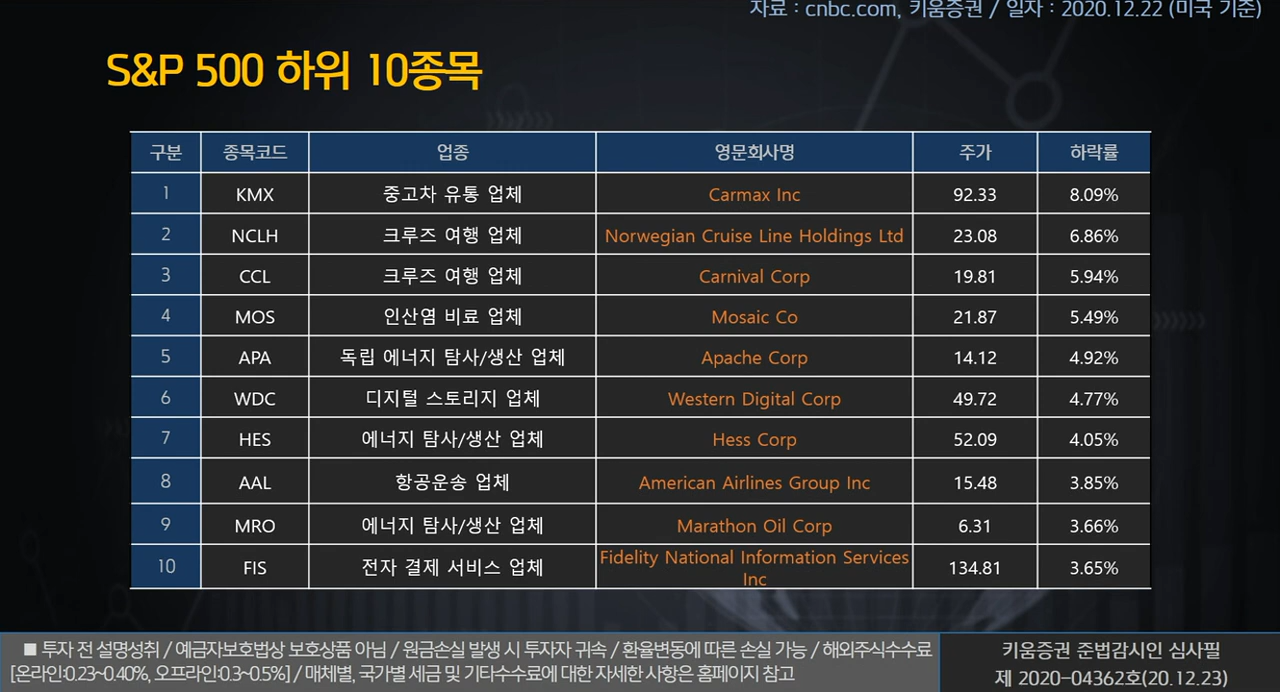 자료 : cnbc.com, 키움증권 / 일자 : 2020.12.22 (미국 기준)
S&P 500 하위 10종목
구분 종목코드 업종 영문회사명 주가 하락률
1 KMX 중고차 유통 업체 Carmax Inc 92.33 8.09%
2 NCLH 크루즈 여행 업체 Norwegian Cruise Line Holdings Ltd 23.08 6.86%
3 CCL 크루즈 여행 업체 Carnival Corp 19.81 5.94%
4 MOS 인산염 비료 업체 Mosaic Co 21.87 5.49%
5 APA 독립 에너지 탐사/생산 업체 Apache Corp 14.12 4.92%
6 WDC 디지털 스토리지 업체 Western Digital Corp 49.72 4.77%
7 HES 에너지 탐사/생산 업체 Hess Corp 52.09 4.05%
8 AAL 항공운송 업체 American Airlines Group Inc 15.48 3.85%
9 MRO 에너지 탐사/생산 업체 Marathon Oil Corp 6.31 3.66%
10 FIS 전자 결제 서비스 업체 Fidelity National Information Services Inc 134.81 3.65%
■ 투자 전 설명성취 / 예금자보호법상 보호상품 아님 / 원금손실 발생 시 투자자 귀속 / 환율변동에 따른 손실 가능 / 해외주식수수료
[온라인:0.23~0.40%, 오프라인:0.3~0.5%] / 매체별, 국가별 세금 및 기타수수료에 대한 자세한 사항은 홈페이지 참고
키움증권 준법감시인 심사필
제 2020-04362호(20.12.23)